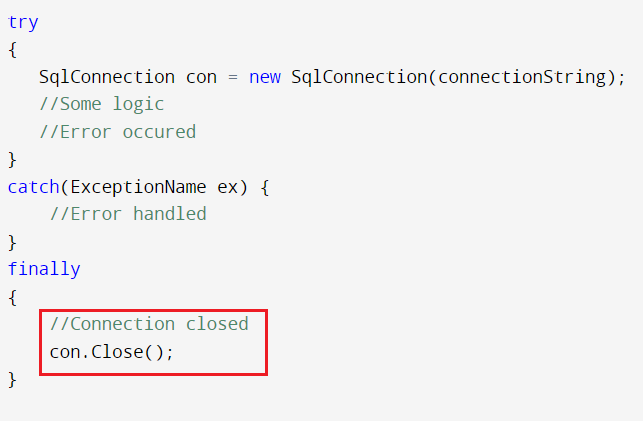 try
{
SqlConnection con = new SqlConnection(connectionString);
//Some logic
//Error occured
}
catch(ExceptionName ex) {
//Error handled
}
finally
{
//Connection closed
con.Close();
}